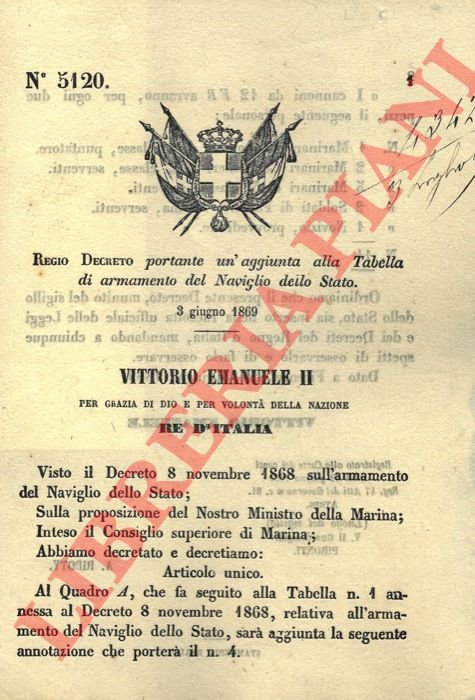 N° 5120. 1
4342
3 luglio
REGIO DECRETO portante un'aggiunta alla Tabella
di armamento del Naviglio dello Stato.
3 giugno 1869
VITTORIO EMANUELE II
PER GRAZIA DI DIO E PER VOLONTÀ DELLA NAZIONE
RE D'ITALIA
Visto il Decreto 8 novembre 1868 sull'armamento
del Naviglio dello Stato;
Sulla proposizione del Nostro Ministro della Marina;
Inteso il Consiglio superiore di Marina;
Abbiamo decretato e decretiamo:
Articolo unico.
Al Quadro A, che fa seguito alla Tabella n. 1 an-
nessa al Decreto 8 novembre 1868, relativa all'arma-
mento del Naviglio dello Stato, sarà aggiunta la seguente
annotazione che porterà il n. 4.
LIBRERIA PIANI